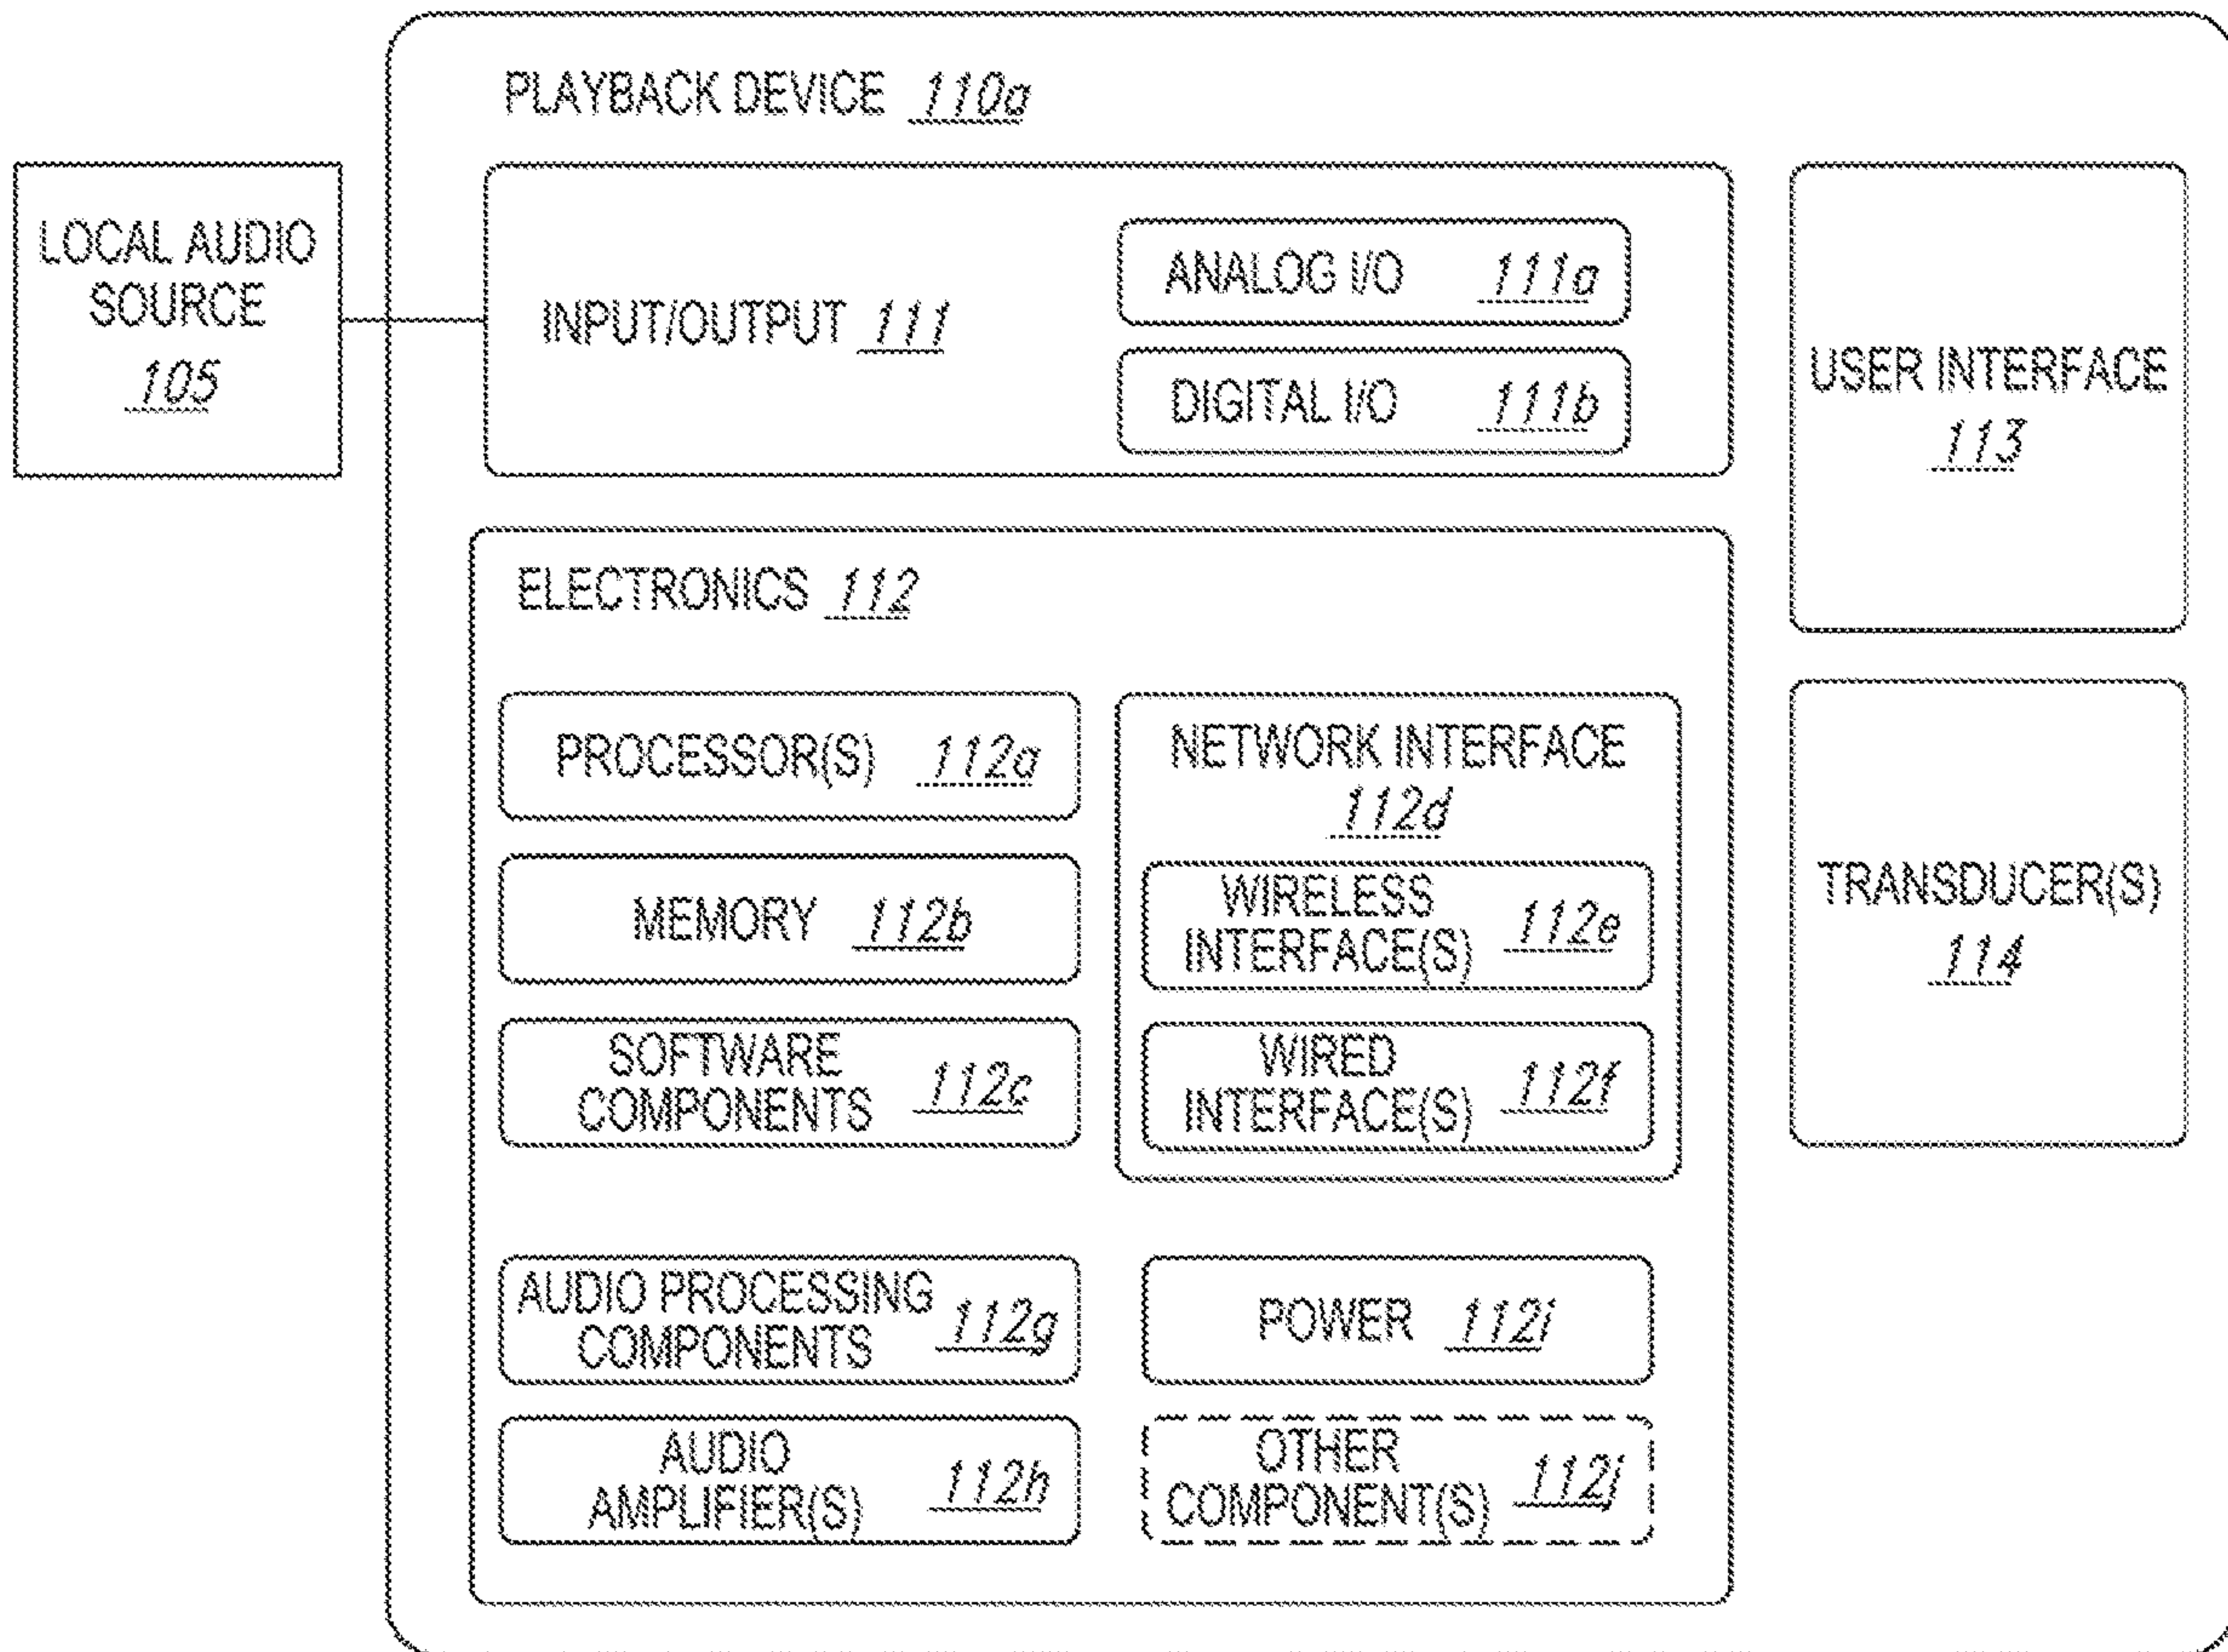 PLAYBACK DEVICE 110a
LOCAL AUDIO
SOURCE
105
INPUT/OUTPUT 111
ANALOG I/O 111a
DIGITAL I/O 111b
USER INTERFACE
113
ELECTRONICS 112
PROCESSOR(S) 112a
MEMORY 112b
SOFTWARE
COMPONENTS 112c
NETWORK INTERFACE
112d
WIRELESS
INTERFACE(S) 112e
WIRED
INTERFACE(S) 112f
TRANSDUCER(S)
114
AUDIO PROCESSING
COMPONENTS 112g
POWER 112i
AUDIO
AMPLIFIER(S) 112h
OTHER
COMPONENT(S) 112j